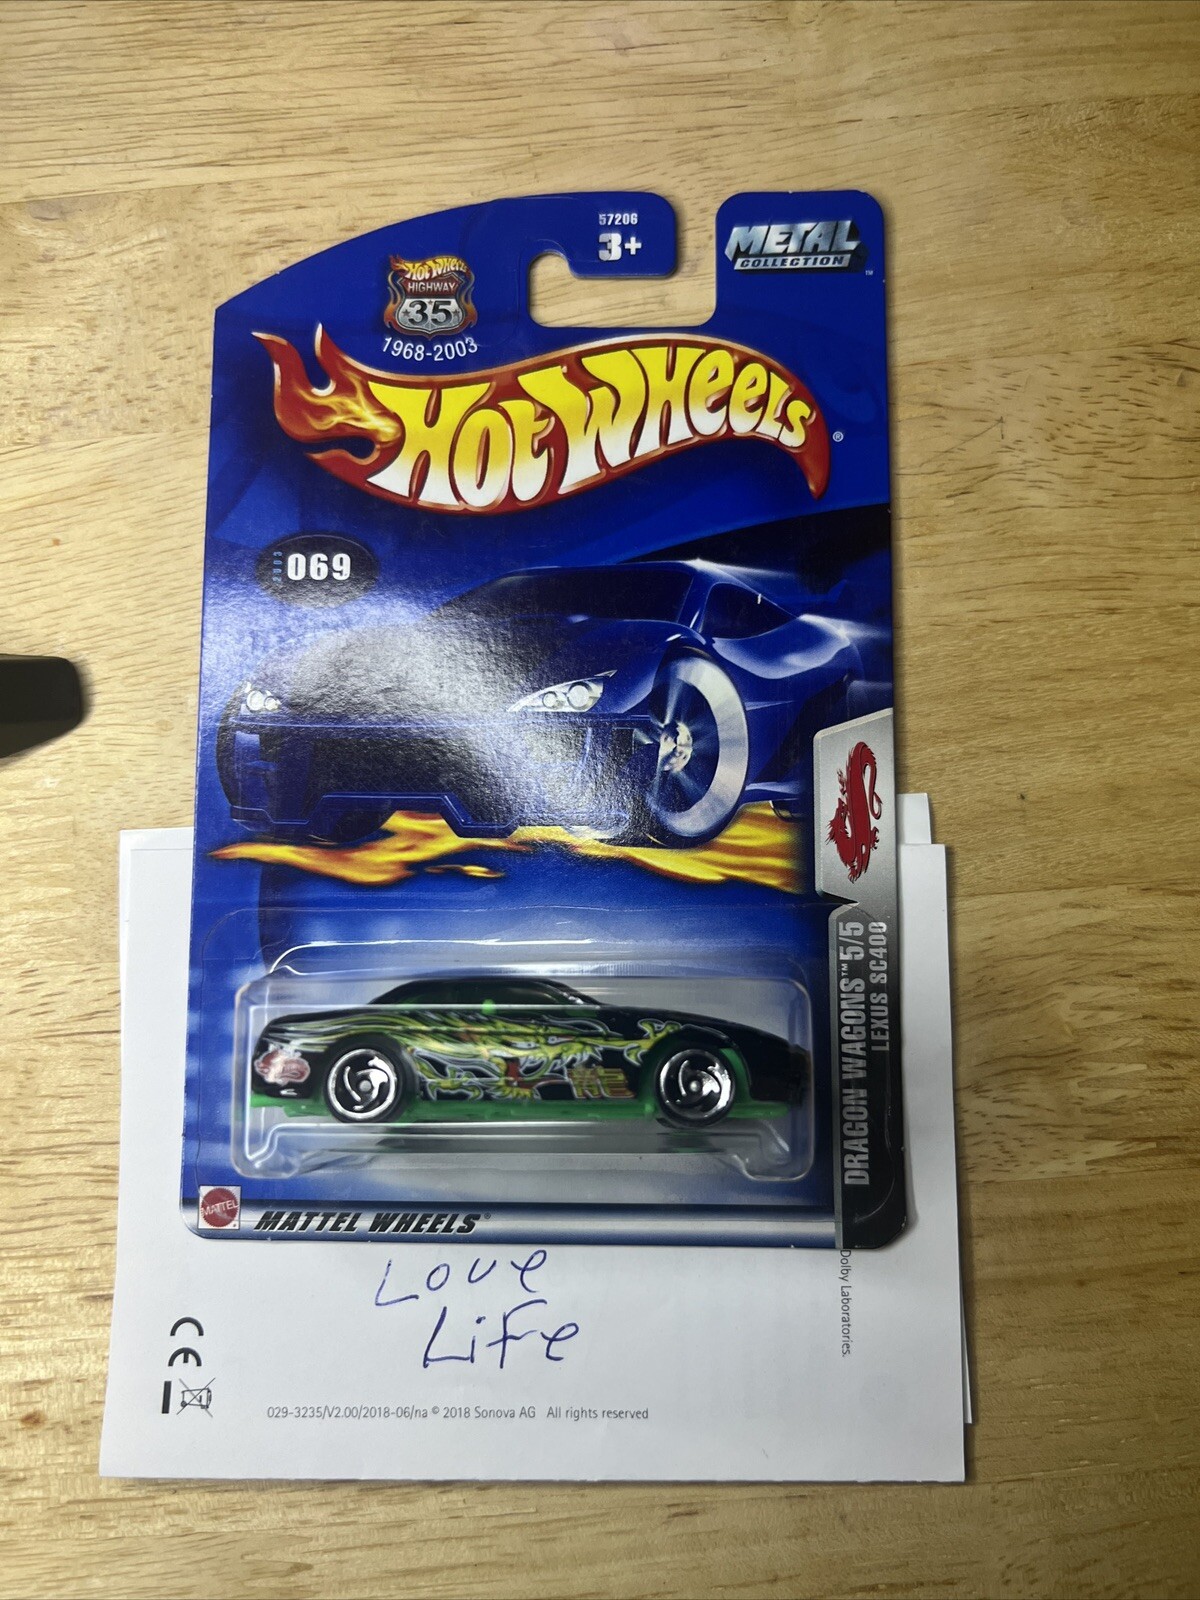 57206
3+
METAL
COLLECTION™
Hot Wheels
HIGHWAY
35
1968-2003
Hot Wheels®
2003
069
DRAGON WAGONS™ 5/5
LEXUS SC400
MATTEL
MATTEL WHEELS®
Love
Life
Dolby Laboratories.
CE
029-3235/V2.00/2018-06/na © 2018 Sonova AG All rights reserved